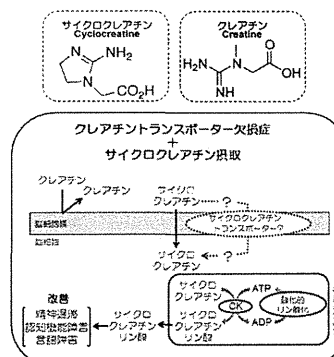 サイクロクレアチン
Cyclocreatine
NH₂
N
N
CO₂H
クレアチン
Creatine
H₂N
N
NH
O
OH
クレアチントランスポーター欠損症
+
サイクロクレアチン摂取
クレアチン
クレアチン
サイクロ
クレアチン
?
サイクロクレアチン
トランスポーター
サイクロ
クレアチン
?
改善
精神遅滞
認知機能障害
言語障害
サイクロ
クレアチン
リン酸
サイクロ
クレアチン
CK
サイクロ
クレアチン
リン酸
ATP
ADP
酸化的
リン酸化